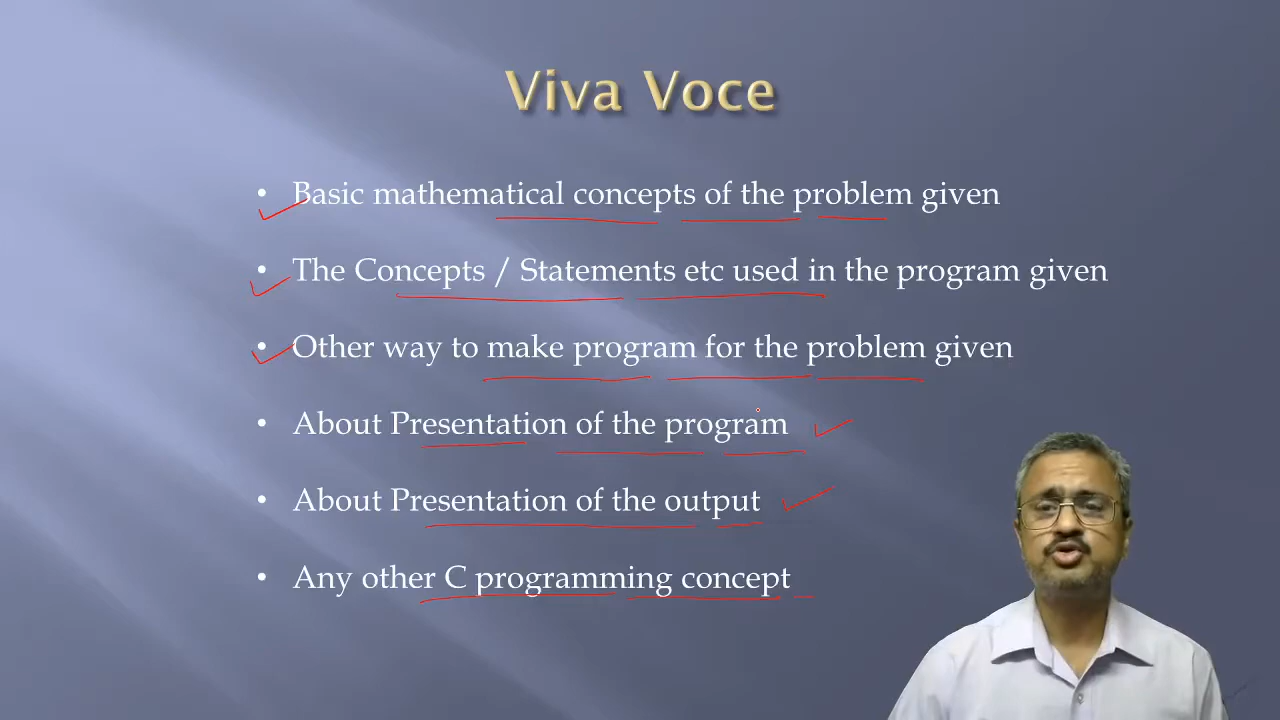 Viva Voce
• Basic mathematical concepts of the problem given
• The Concepts / Statements etc used in the program given
• Other way to make program for the problem given
• About Presentation of the program
• About Presentation of the output
• Any other C programming concept